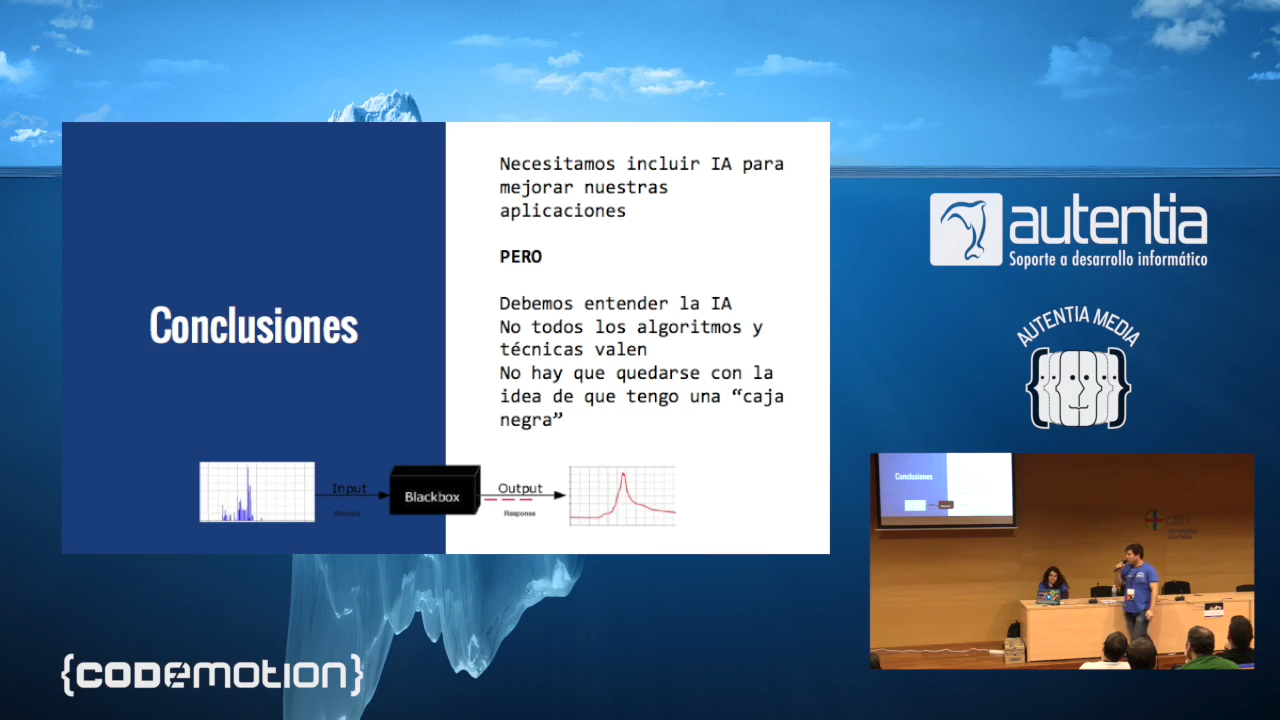 Necesitamos incluir IA para
mejorar nuestras
aplicaciones
PERO
Debemos entender la IA
No todos los algoritmos y
técnicas valen
No hay que quedarse con la
idea de que tengo una “caja
negra”
Conclusiones
Input
Stimulus
Blackbox
Output
Response
autentia
Soporte a desarrollo informático
AUTENTIA MEDIA
Conclusiones
CEU
{CODEMOTION}